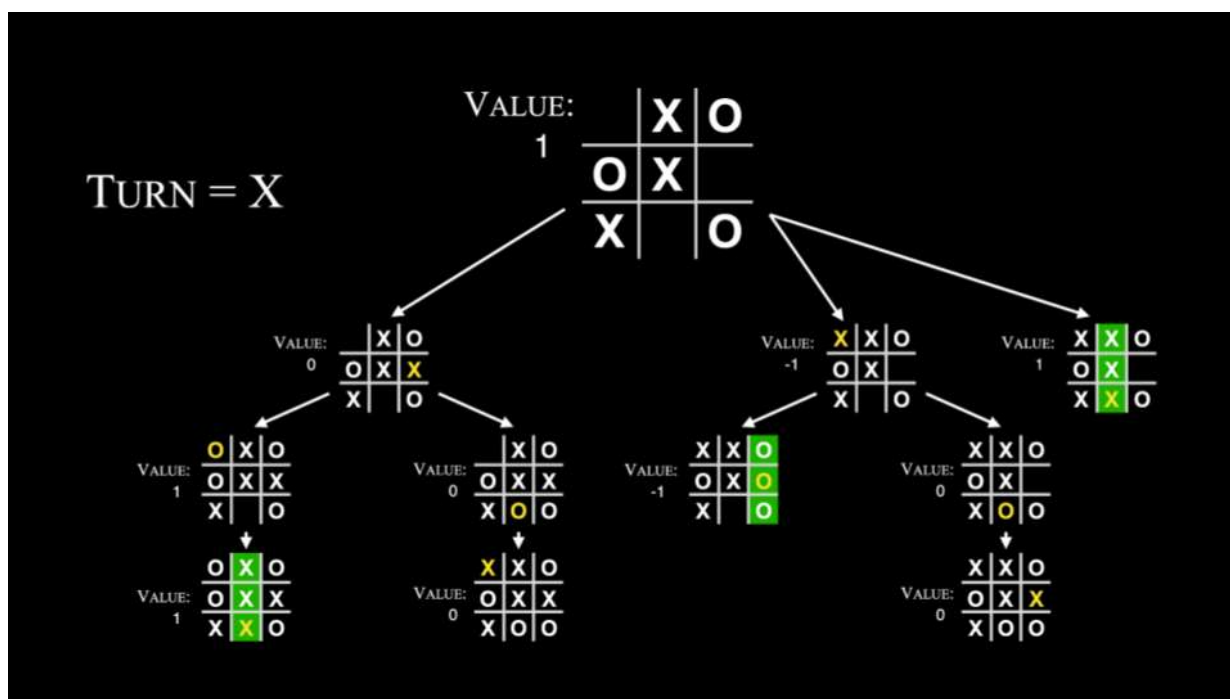 VALUE:
1
X O
O X
X O
TURN = X
VALUE:
0
X O
O X X
X O
VALUE:
-1
X X O
O X
X O
VALUE:
1
X X O
O X
X X O
VALUE:
1
O X O
O X X
X O
VALUE:
0
X O
O X X
X O O
VALUE:
-1
X X O
O X O
X O
VALUE:
0
X X O
O X
X O O
VALUE:
1
O X O
O X X
X X O
VALUE:
0
X X O
O X X
X O O
VALUE:
0
X X O
O X X
X O O